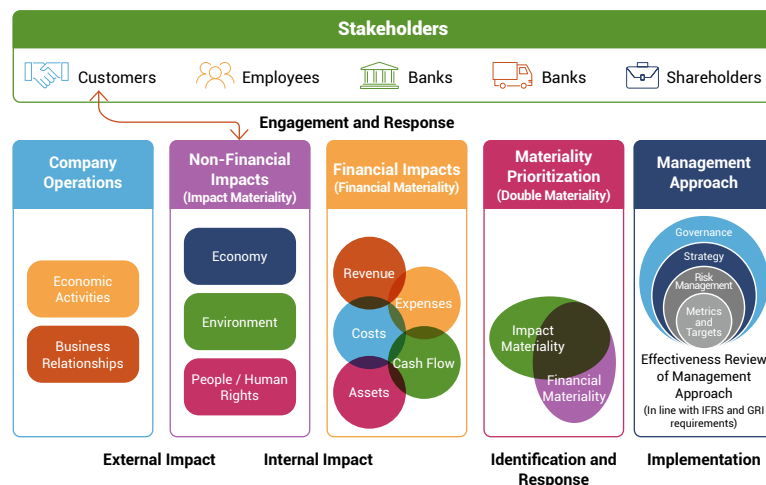 Stakeholders
Customers
Employees
Banks
Banks
Shareholders
Engagement and Response
Company
Operations
Economic
Activities
Business
Relationships
Non-Financial
Impacts
(Impact Materiality)
Economy
Environment
People / Human
Rights
Financial Impacts
(Financial Materiality)
Revenue
Expenses
Costs
Cash Flow
Assets
Materiality
Prioritization
(Double Materiality)
Impact
Materiality
Financial
Materiality
Management
Approach
Governance
Strategy
Risk
Management
Metrics
and
Targets
Effectiveness Review
of Management
Approach
(In line with IFRS and GRI
requirements)
External Impact
Internal Impact
Identification and
Response
Implementation